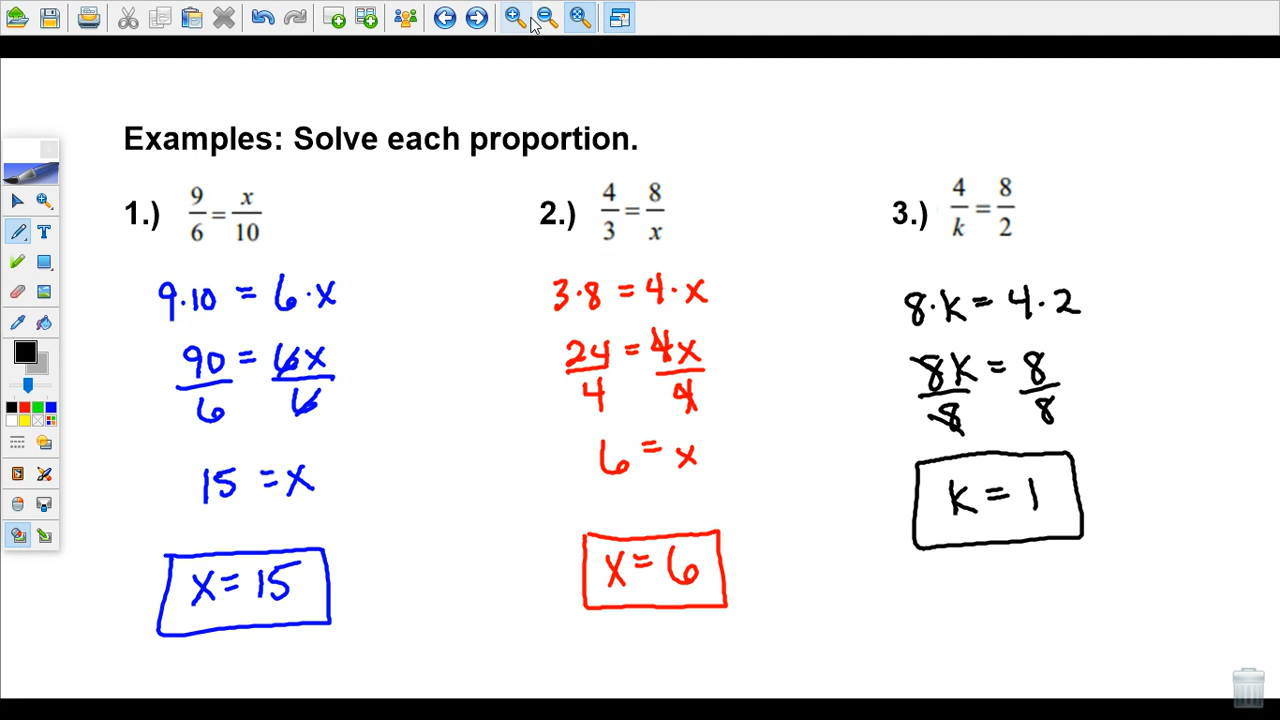 Examples: Solve each proportion.
1.) 9/6 = x/10
9·10 = 6·x
90/6 = 6x/6
15 = x
x = 15
2.) 4/3 = 8/x
3·8 = 4·x
24/4 = 4x/4
6 = x
x = 6
3.) 4/k = 8/2
8·k = 4·2
8k/8 = 8/8
k = 1
T